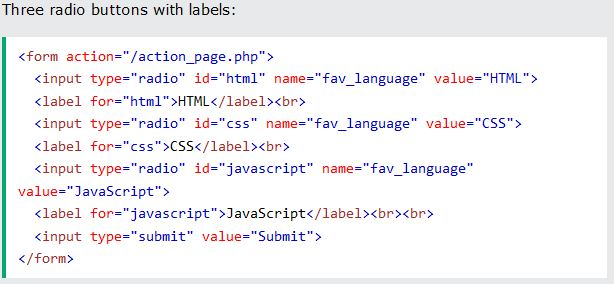 Three radio buttons with labels:
<form action="/action_page.php">
<input type="radio" id="html" name="fav_language" value="HTML">
<label for="html">HTML</label><br>
<input type="radio" id="css" name="fav_language" value="CSS">
<label for="css">CSS</label><br>
<input type="radio" id="javascript" name="fav_language"
value="JavaScript">
<label for="javascript">JavaScript</label><br><br>
<input type="submit" value="Submit">
</form>